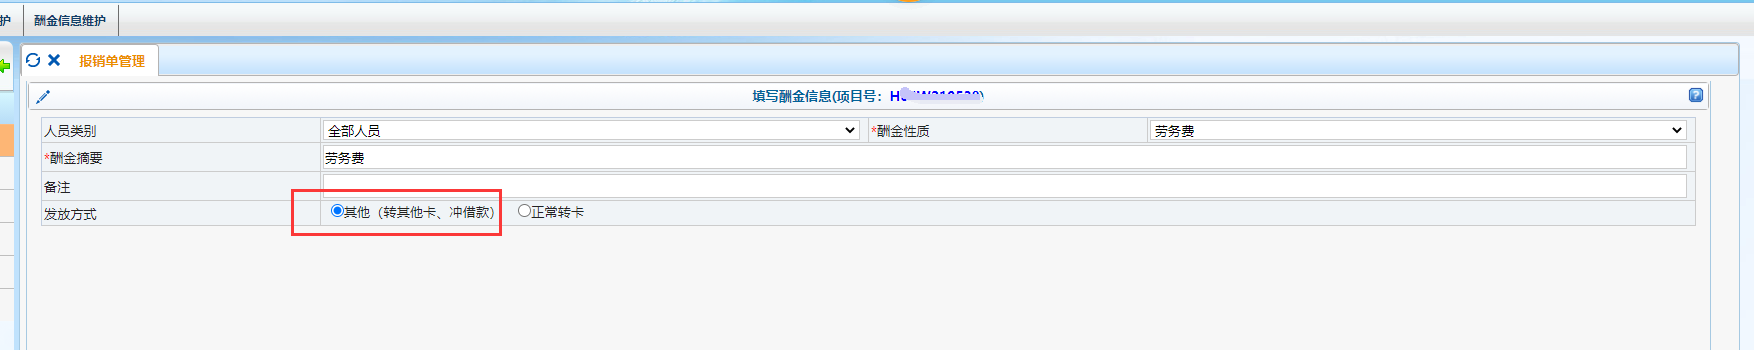 护 酬金信息维护
报销单管理
填写酬金信息(项目号：
人员类别 全部人员 *酬金性质 劳务费
*酬金摘要 劳务费
备注
发放方式 其他（转其他卡、冲借款） 正常转卡